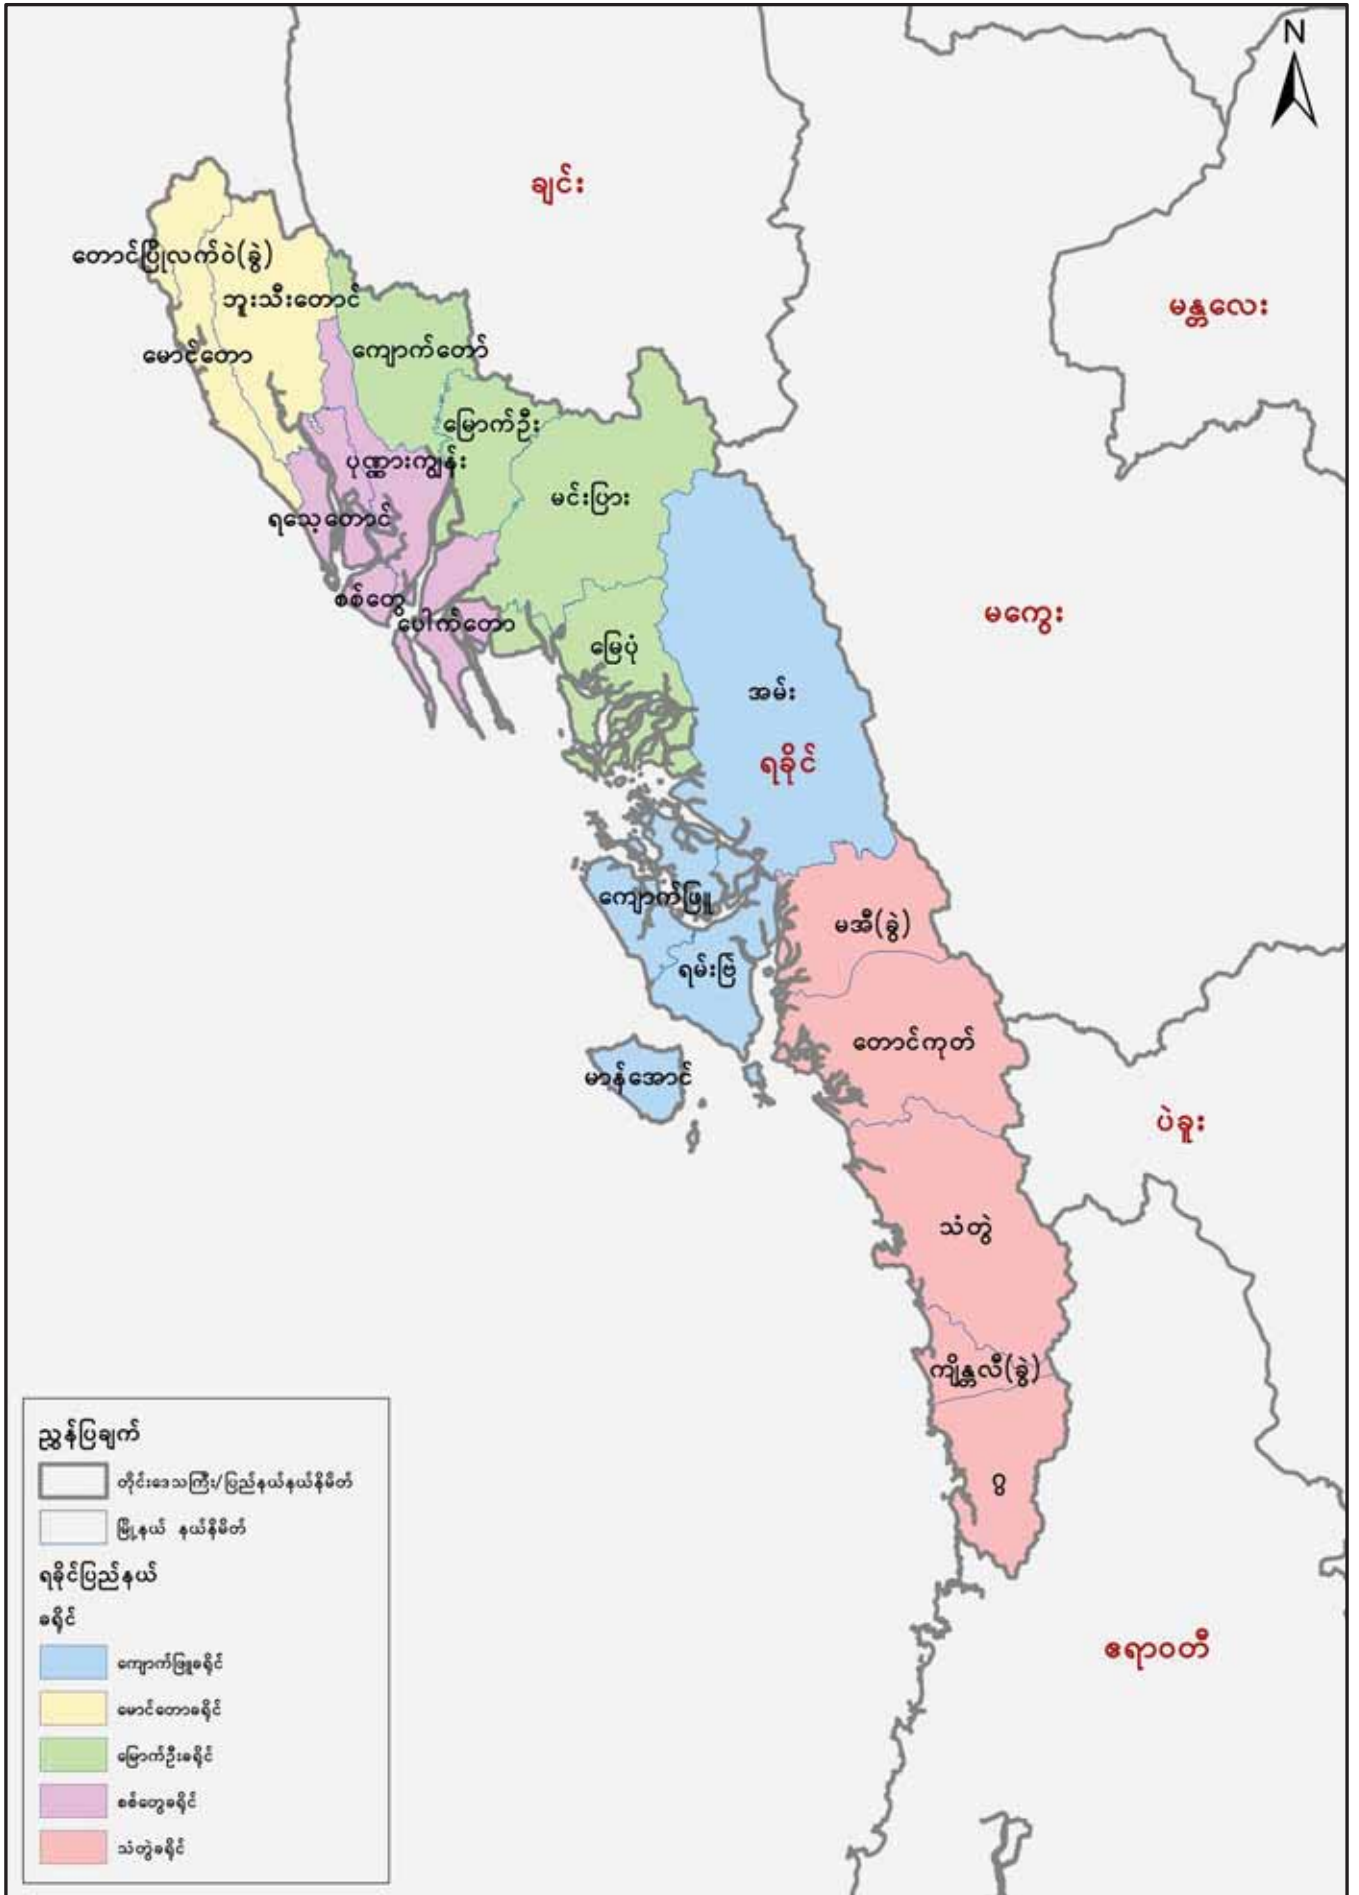 N
ချင်း
တောင်ပြိုလက်ဝဲ(ခွဲ)
ဘူးသီးတောင်
မန္တလေး
မောင်တော
ကျောက်တော်
မြောက်ဦး
ပုဏ္ဏားကျွန်း
မင်းပြား
ရသေ့တောင်
စစ်တွေ
ပေါက်တော
မကွေး
မြေပုံ
အမ်း
ရခိုင်
ကျောက်ဖြူ
မအီ(ခွဲ)
ရမ်းဗြဲ
တောင်ကုတ်
မာန်အောင်
ပဲခူး
သံတွဲ
ကျိန္တလီ(ခွဲ)
ဂွ
ဧရာဝတီ
ညွှန်ပြချက်
တိုင်းဒေသကြီး/ပြည်နယ်နယ်နိမိတ်
မြို့နယ် နယ်နိမိတ်
ရခိုင်ပြည်နယ်
ခရိုင်
ကျောက်ဖြူခရိုင်
မောင်တောခရိုင်
မြောက်ဦးခရိုင်
စစ်တွေခရိုင်
သံတွဲခရိုင်